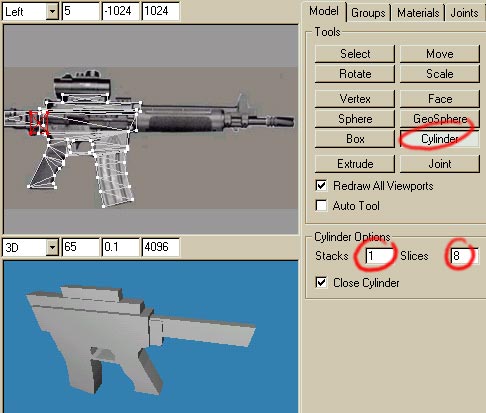 Left 5 -1024 1024
Model Groups Materials Joints
Tools
Select Move
Rotate Scale
Vertex Face
Sphere GeoSphere
Box Cylinder
Extrude Joint
Redraw All Viewports
Auto Tool
3D 65 0.1 4096
Cylinder Options
Stacks 1 Slices 8
Close Cylinder